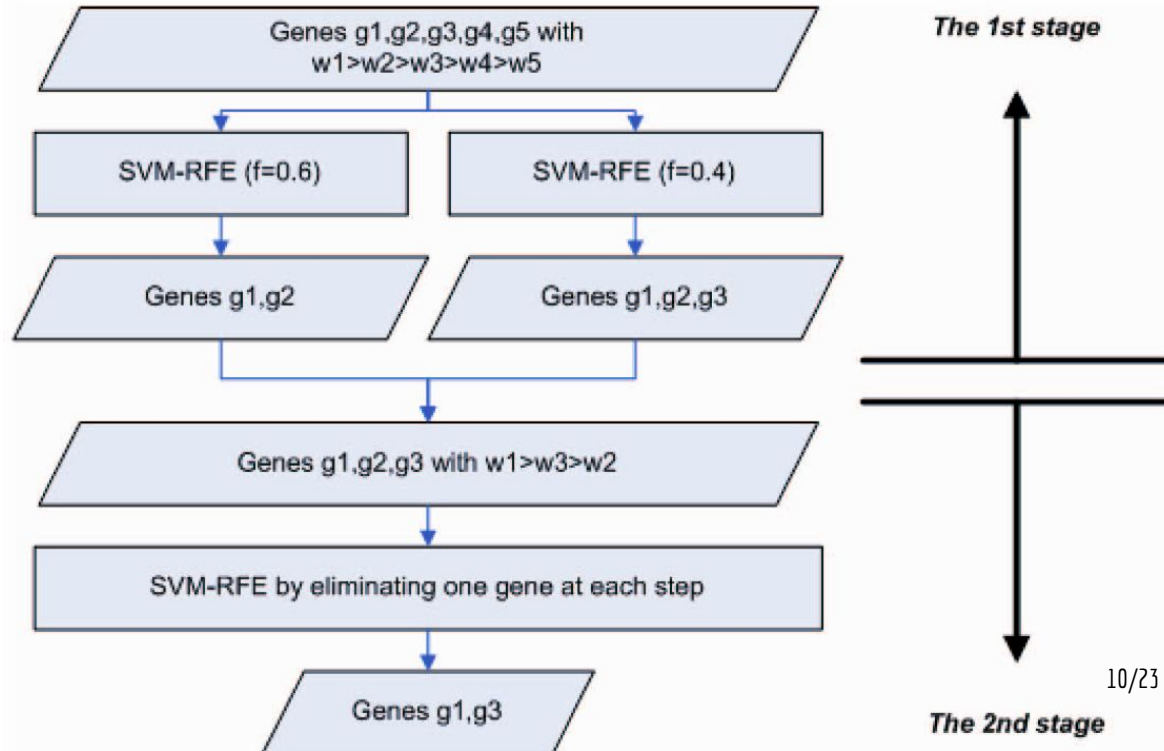 Genes g1,g2,g3,g4,g5 with
w1>w2>w3>w4>w5
The 1st stage
SVM-RFE (f=0.6)
SVM-RFE (f=0.4)
Genes g1,g2
Genes g1,g2,g3
Genes g1,g2,g3 with w1>w3>w2
SVM-RFE by eliminating one gene at each step
Genes g1,g3
10/23
The 2nd stage